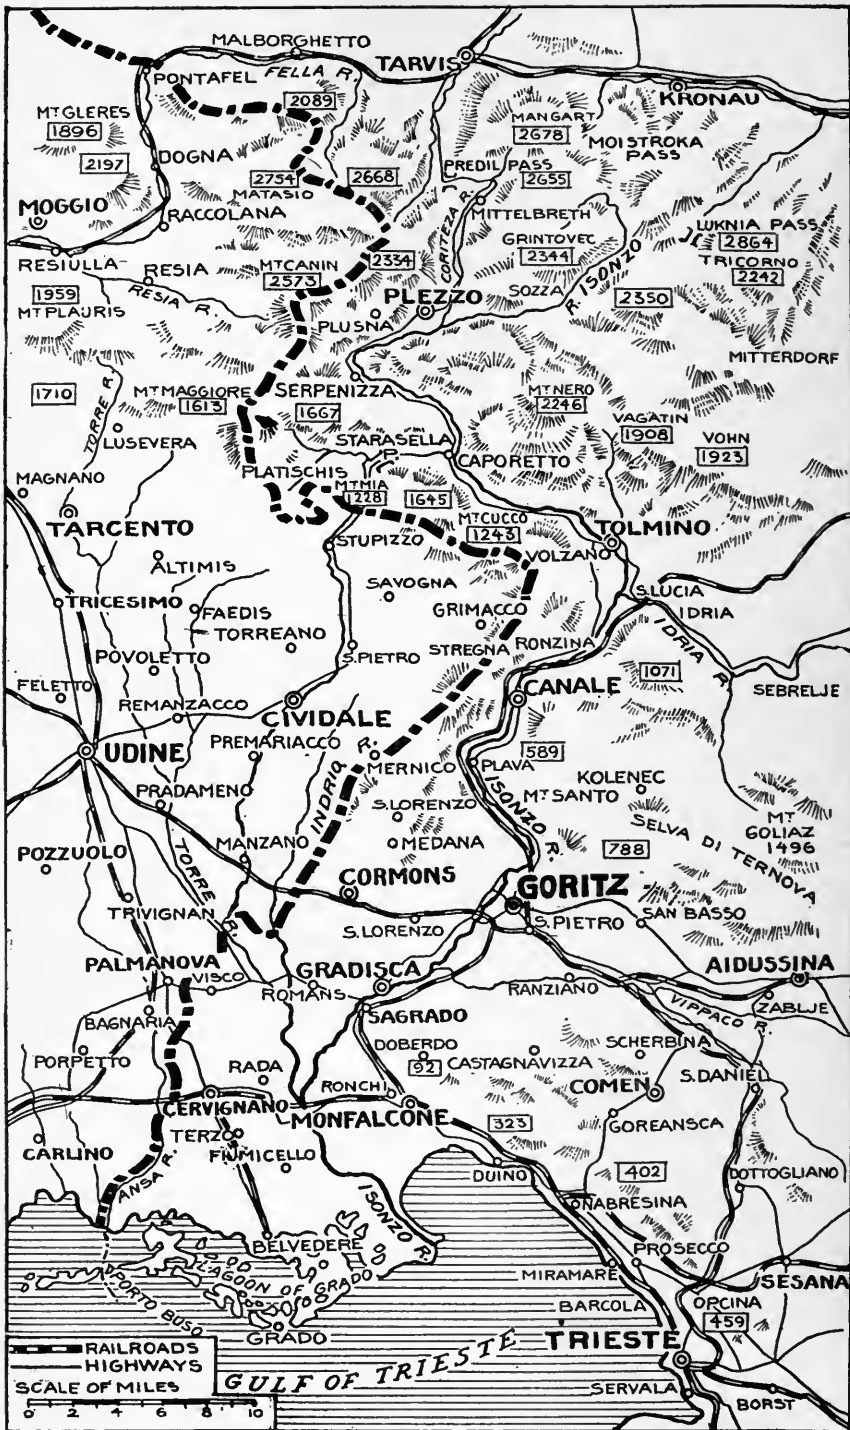 MALBORGHETTO
TARVIS
PONTAFEL
FELLA R.
2089
KRONAU
MT GLERES
1896
MANGART
2678
MOISTROKA
PASS
2197
DOGNA
2754
MATASIO
2668
PREDIL PASS
2655
MOGGIO
RACCOLANA
MITTELBRETH
CORITEZA R.
GRINTOVEC
2344
LUKNIA PASS
2864
TRICORNO
2242
RESIULLA
RESIA
MT CANIN
2573
2334
R. ISONZO
1959
MT PLAURIS
RESIA R.
PLEZZO
SOZZA
2350
PLUSNA
MITTERDORF
1710
MT MAGGIORE
1613
SERPENIZZA
1667
MT NERO
2246
TORRE R.
LUSEVERA
STARASELLA
P.
VAGATIN
1908
VOHN
1923
MAGNANO
PLATISCHIS
CAPORETTO
MT MIA
1228
1645
TARCENTO
MT CUCCO
1243
TOLMINO
STUPIZZO
VOLZANO
ALTIMIS
SAVOGNA
S. LUCIA
TRICESIMO
FAEDIS
GRIMACCO
IDRIA
TORREANO
STREGNA
RONZINA
IDRIA R.
POVOLETTO
S. PIETRO
1071
FELETTO
REMANZACCO
CIVIDALE
CANALE
SEBRELJE
UDINE
PREMARIACCO
INDRIO R.
MERNICO
PLAVA
589
KOLENEC
PRADAMENO
S. LORENZO
ISONZO R.
MT SANTO
MT
GOLIAZ
1496
TORRE R.
MANZANO
MEDANA
788
SELVA DI TERNOVA
POZZUOLO
CORMONS
GORITZ
TRIVIGNAN
S. LORENZO
S. PIETRO
SAN BASSO
PALMANOVA
VISCO
ROMANS
GRADISCA
RANZIANO
AIDUSSINA
VIPPACO R.
ZABLJE
BAGNARIA
SAGRADO
PORPETTO
DOBERDO
92
CASTAGNAVIZZA
SCHERBINA
RADA
RONCHI
COMEN
S. DANIEL
CERVIGNANO
MONFALCONE
GOREANSCA
TERZO
323
CARLINO
FIUMICELLO
DUINO
402
DOTTOGLIANO
ANSA R.
ISONZO R.
NABRESINA
BELVEDERE
PROSECCO
LAGOON OF GRADO
MIRAMARE
SESANA
PORTO BUSO
BARCOLA
OPCINA
459
GRADO
TRIESTE
RAILROADS
HIGHWAYS
SCALE OF MILES
0 2 4 6 8 10
GULF OF TRIESTE
SERVALA
BORST